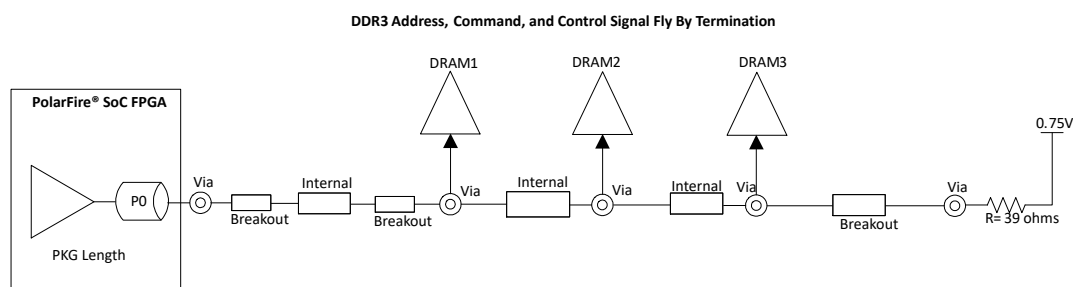 DDR3 Address, Command, and Control Signal Fly By Termination
DRAM1
DRAM2
DRAM3
PolarFire® SoC FPGA
0.75V
Via
Internal
Via
Internal
Via
Internal
Via
Via
P0
Breakout
Breakout
Breakout
R= 39 ohms
PKG Length